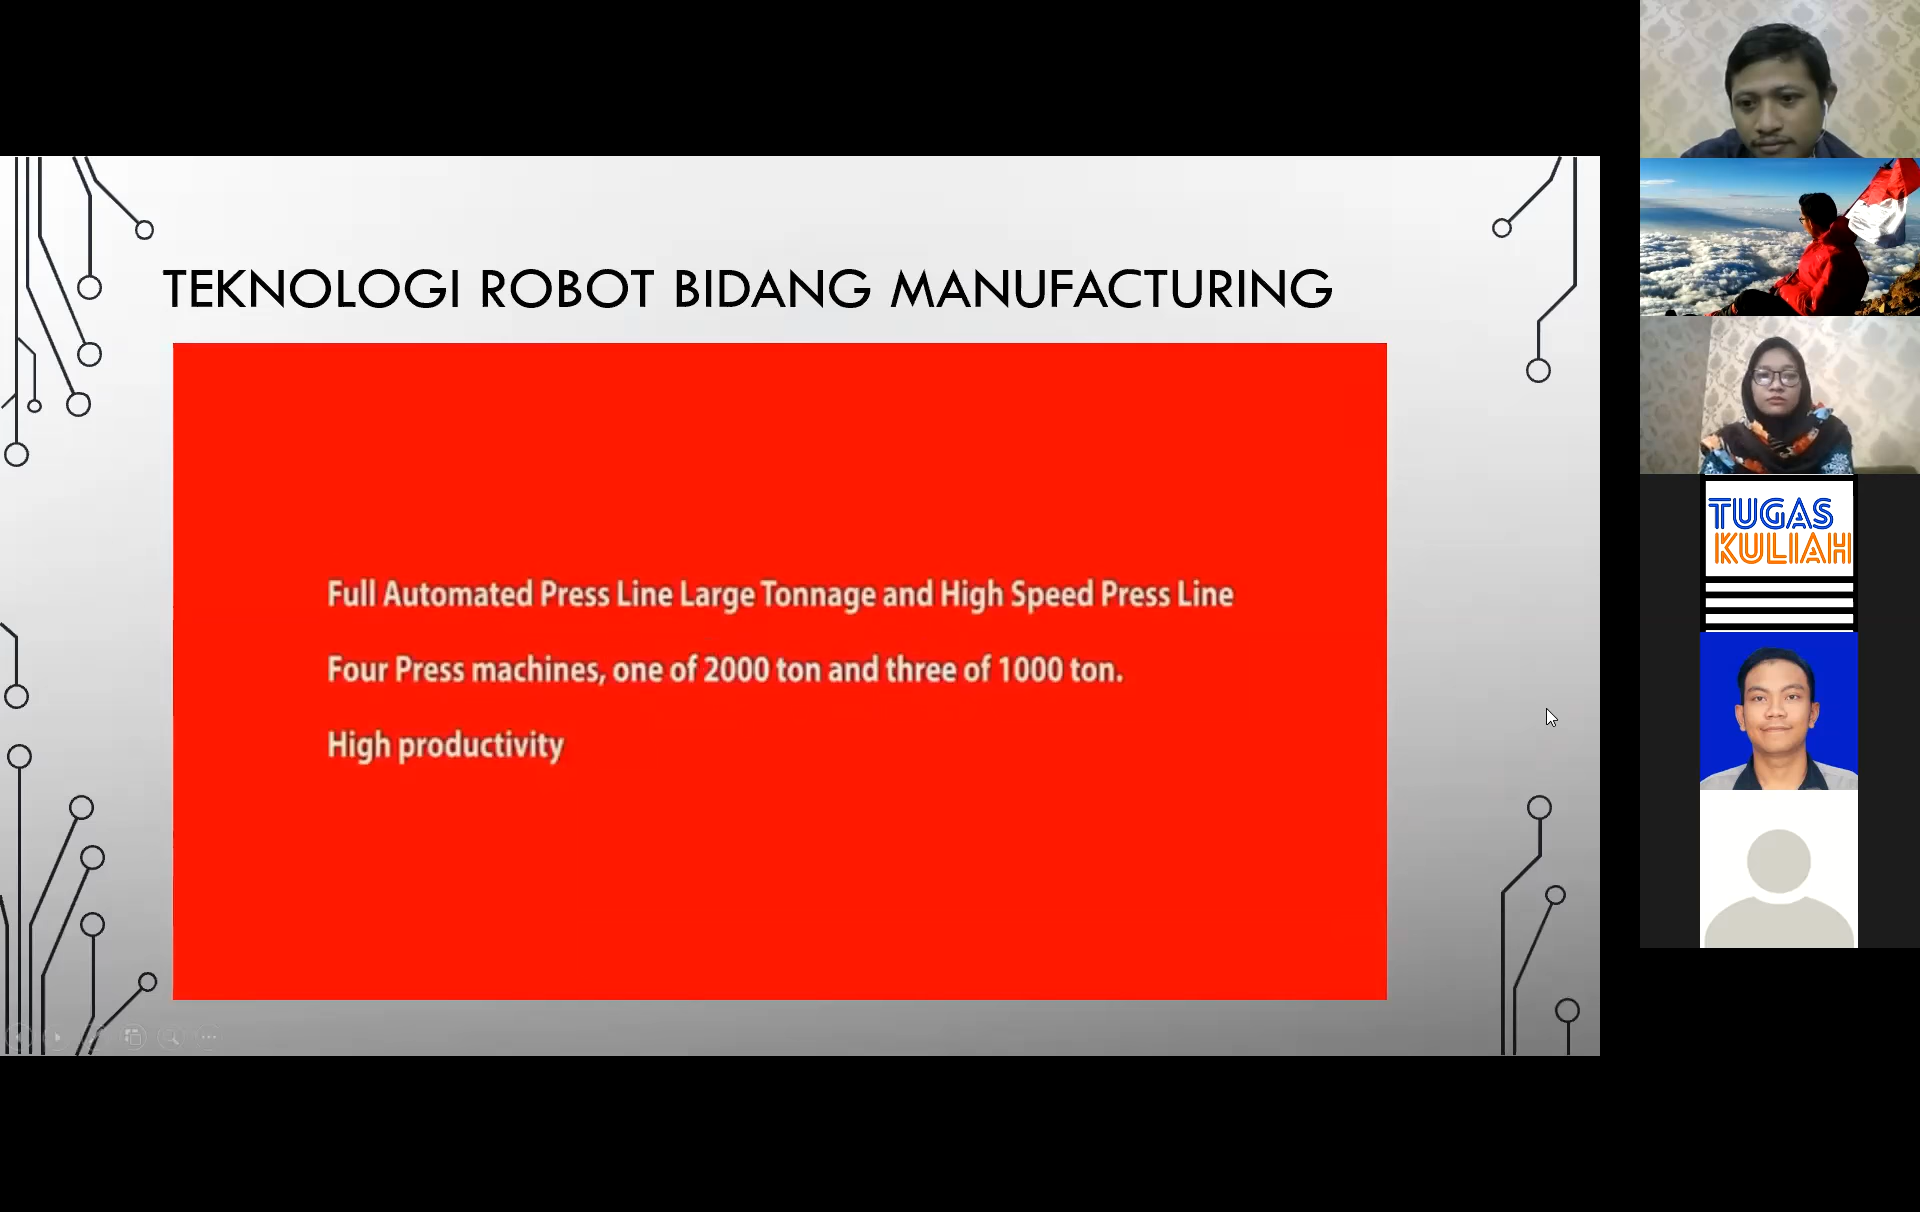 TEKNOLOGI ROBOT BIDANG MANUFACTURING
Full Automated Press Line Large Tonnage and High Speed Press Line
Four Press machines, one of 2000 ton and three of 1000 ton.
High productivity
TUGAS
KULIAH